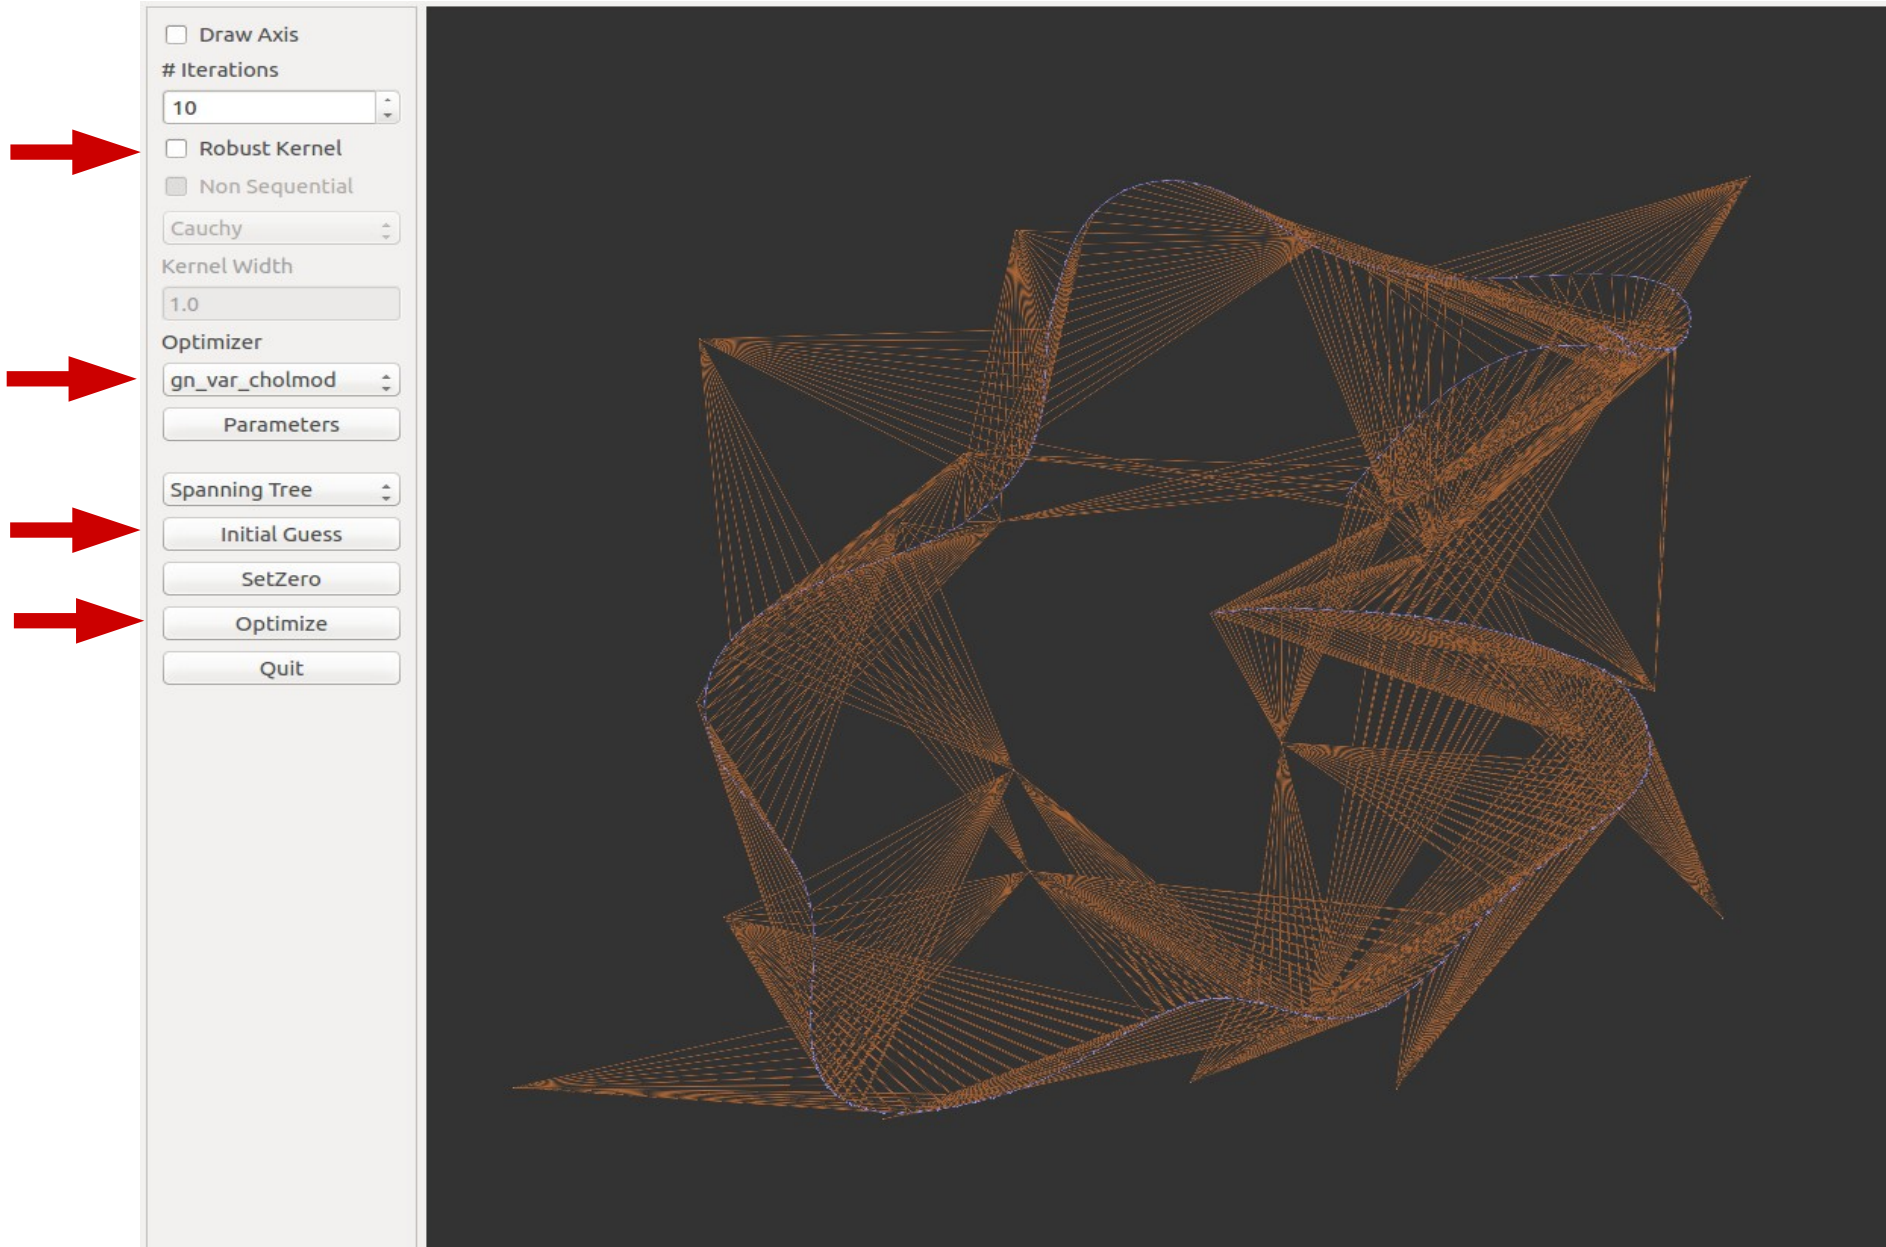 Draw Axis
# Iterations
10
Robust Kernel
Non Sequential
Cauchy
Kernel Width
1.0
Optimizer
gn_var_cholmod
Parameters
Spanning Tree
Initial Guess
SetZero
Optimize
Quit